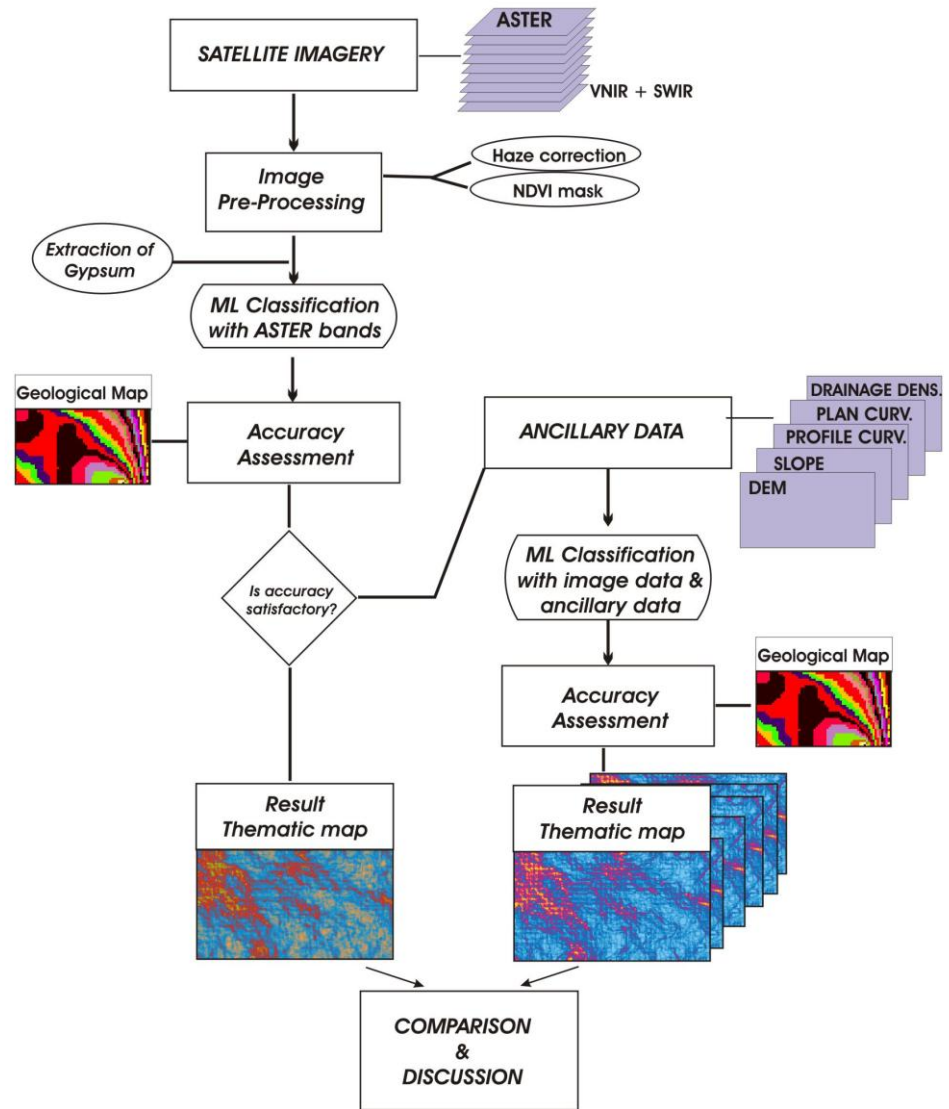 ASTER
SATELLITE IMAGERY
VNIR + SWIR
Haze correction
Image
Pre-Processing
NDVI mask
Extraction of
Gypsum
ML Classification
with ASTER bands
Geological Map
Accuracy
Assessment
ANCILLARY DATA
DRAINAGE DENS.
PLAN CURV.
PROFILE CURV.
SLOPE
DEM
Is accuracy
satisfactory?
ML Classification
with image data &
ancillary data
Accuracy
Assessment
Geological Map
Result
Thematic map
Result
Thematic map
COMPARISON
&
DISCUSSION